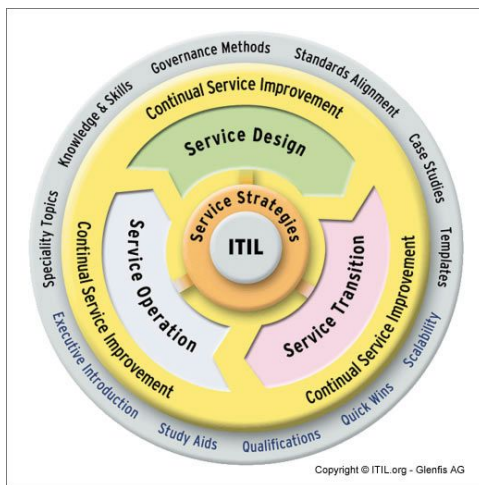 Governance Methods
Standards Alignment
Case Studies
Templates
Scalability
Quick Wins
Qualifications
Study Aids
Executive Introduction
Speciality Topics
Knowledge & Skills
Continual Service Improvement
Continual Service Improvement
Continual Service Improvement
Service Design
Service Transition
Service Operation
Service Strategies
ITIL
Copyright © ITIL.org - Glenfis AG